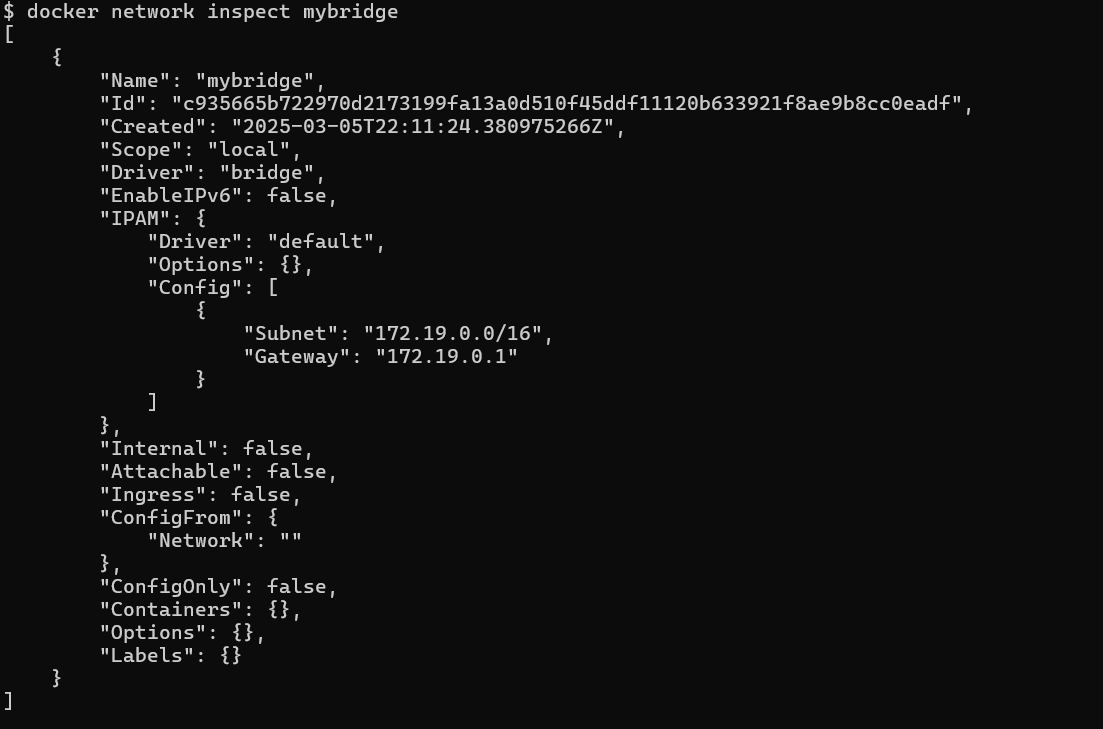 $ docker network inspect mybridge
[
    {
        "Name": "mybridge",
        "Id": "c935665b722970d2173199fa13a0d510f45ddf11120b633921f8ae9b8cc0eadf",
        "Created": "2025-03-05T22:11:24.380975266Z",
        "Scope": "local",
        "Driver": "bridge",
        "EnableIPv6": false,
        "IPAM": {
            "Driver": "default",
            "Options": {},
            "Config": [
                {
                    "Subnet": "172.19.0.0/16",
                    "Gateway": "172.19.0.1"
                }
            ]
        },
        "Internal": false,
        "Attachable": false,
        "Ingress": false,
        "ConfigFrom": {
            "Network": ""
        },
        "ConfigOnly": false,
        "Containers": {},
        "Options": {},
        "Labels": {}
    }
]